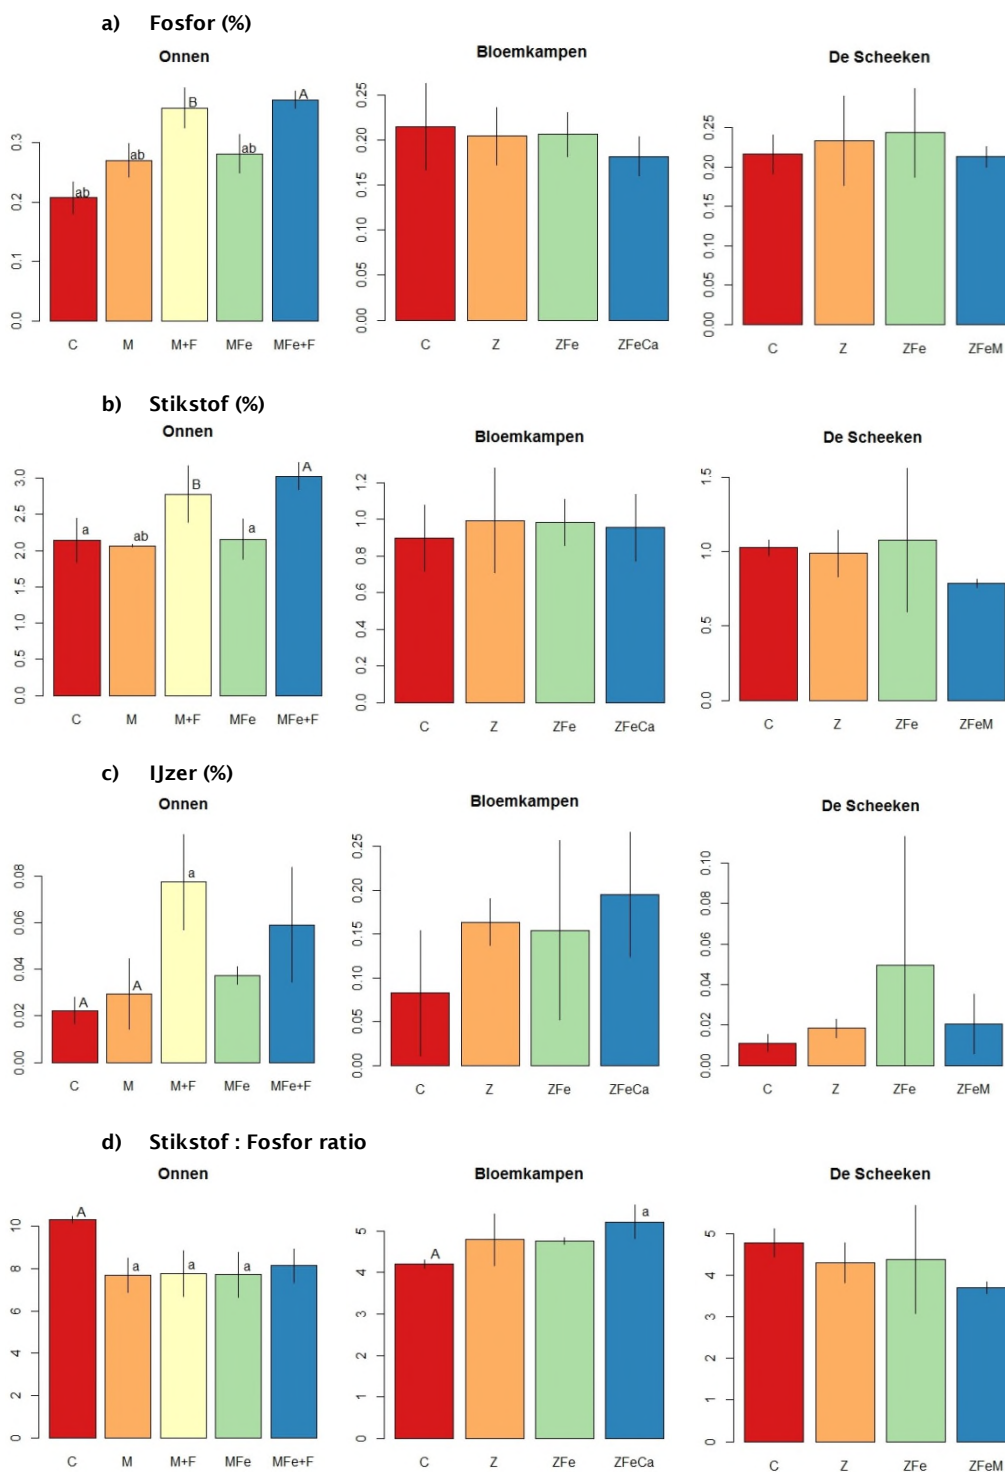 a) Fosfor (%)
Onnen
Bloemkampen
De Scheeken
0.0 0.1 0.2 0.3
ab ab B ab A
C M M+F MFe MFe+F
0.00 0.05 0.10 0.15 0.20 0.25
C Z ZFe ZFeCa
0.00 0.05 0.10 0.15 0.20 0.25
C Z ZFe ZFeM
b) Stikstof (%)
Onnen
Bloemkampen
De Scheeken
0.0 0.5 1.0 1.5 2.0 2.5 3.0
a ab B a A
C M M+F MFe MFe+F
0.0 0.2 0.4 0.6 0.8 1.0 1.2
C Z ZFe ZFeCa
0.0 0.5 1.0 1.5
C Z ZFe ZFeM
c) IJzer (%)
Onnen
Bloemkampen
De Scheeken
0.00 0.02 0.04 0.06 0.08
A A a
C M M+F MFe MFe+F
0.00 0.05 0.10 0.15 0.20 0.25
C Z ZFe ZFeCa
0.00 0.02 0.04 0.06 0.08 0.10
C Z ZFe ZFeM
d) Stikstof : Fosfor ratio
Onnen
Bloemkampen
De Scheeken
0 2 4 6 8 10
A a a a
C M M+F MFe MFe+F
0 1 2 3 4 5
A a
C Z ZFe ZFeCa
0 1 2 3 4 5
C Z ZFe ZFeM